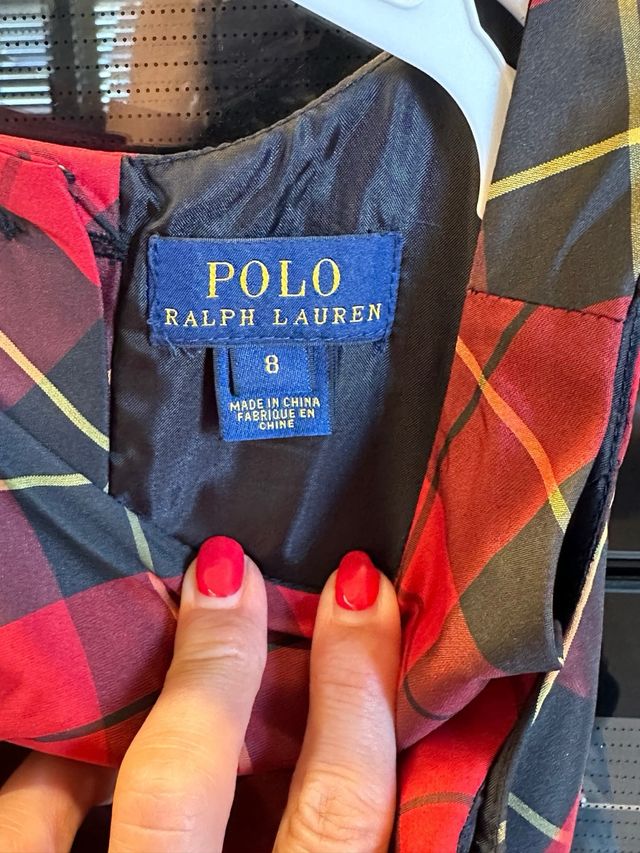 POLO
RALPH LAUREN
8
MADE IN CHINA
FABRIQUE EN
CHINE